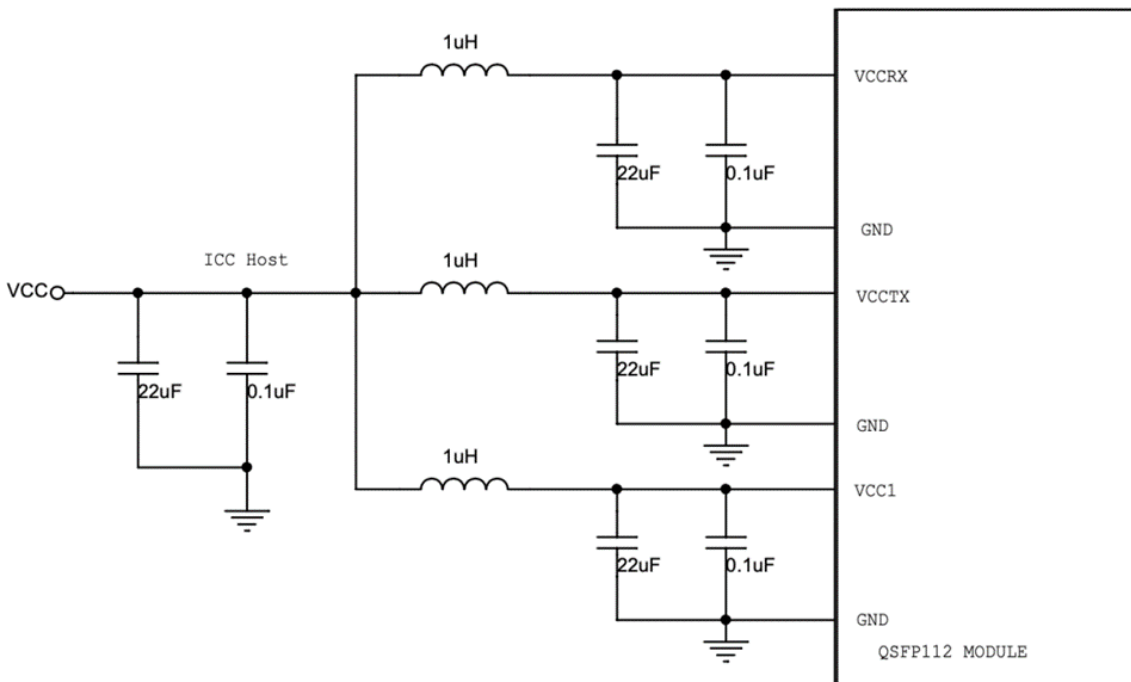 1uH
VCCRX
22uF
0.1uF
GND
ICC Host
1uH
VCC
VCCTX
22uF
0.1uF
22uF
0.1uF
GND
1uH
VCC1
22uF
0.1uF
GND
QSFP112 MODULE